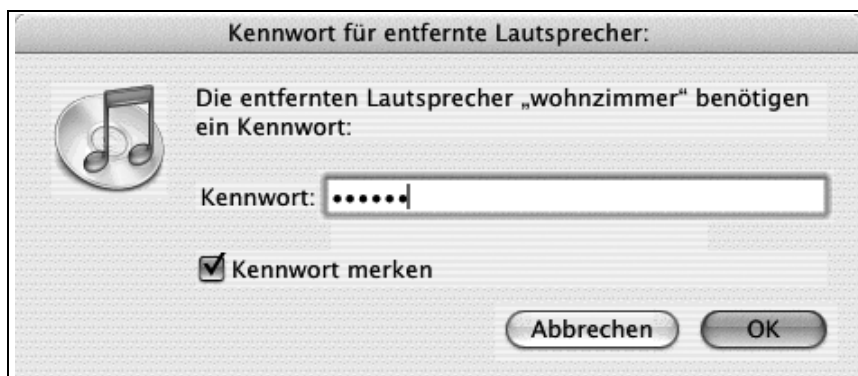 Kennwort für entfernte Lautsprecher:
Die entfernten Lautsprecher „wohnzimmer“ benötigen
ein Kennwort:
Kennwort: ••••••
Kennwort merken
Abbrechen OK